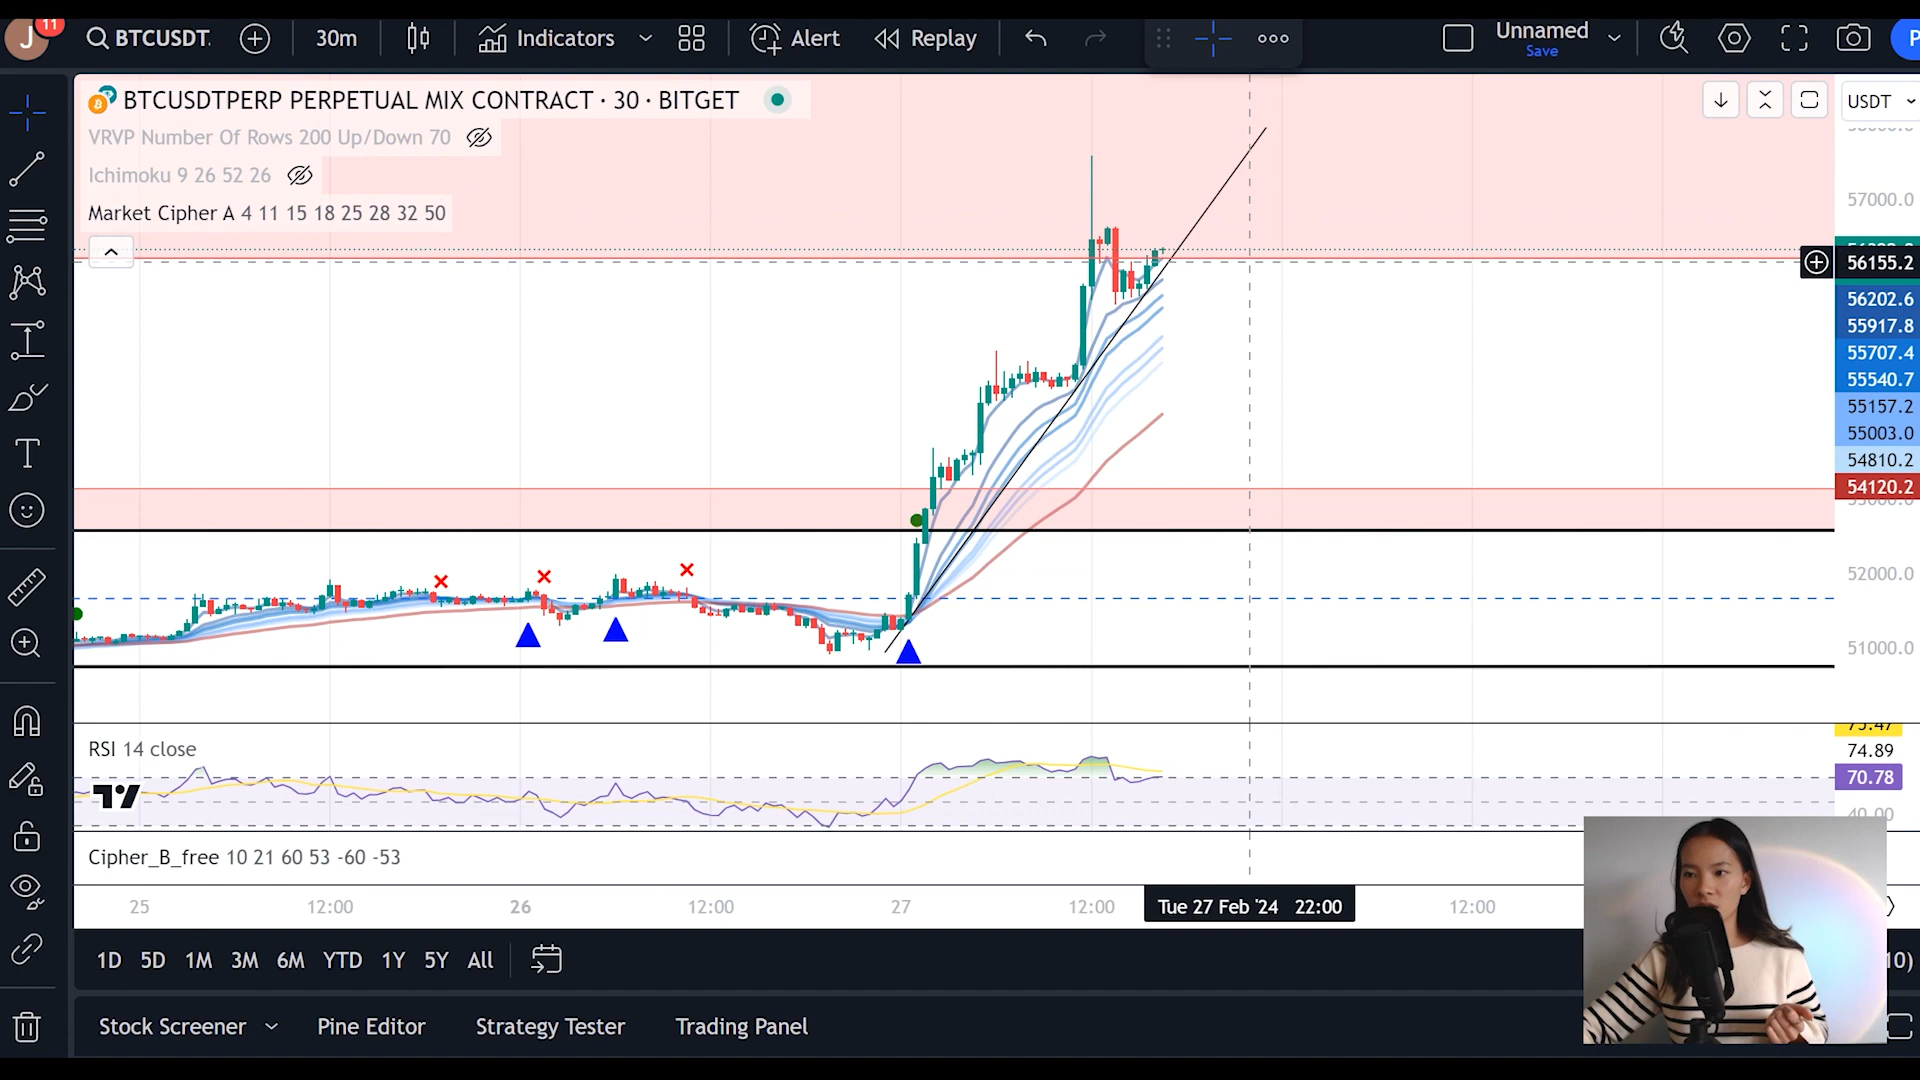 J
11
BTCUSDT.
30m
Indicators
Alert
Replay
Unnamed
Save
P
BTCUSDTPERP PERPETUAL MIX CONTRACT · 30 · BITGET
USDT
VRVP Number Of Rows 200 Up/Down 70
Ichimoku 9 26 52 26
57000.0
Market Cipher A 4 11 15 18 25 28 32 50
56155.2
56202.6
55917.8
55707.4
55540.7
55157.2
55003.0
54810.2
54120.2
52000.0
51000.0
RSI 14 close
74.89
70.78
40.00
Cipher_B_free 10 21 60 53 -60 -53
25
12:00
26
12:00
27
12:00
Tue 27 Feb '24 22:00
12:00
1D
5D
1M
3M
6M
YTD
1Y
5Y
All
10)
Stock Screener
Pine Editor
Strategy Tester
Trading Panel